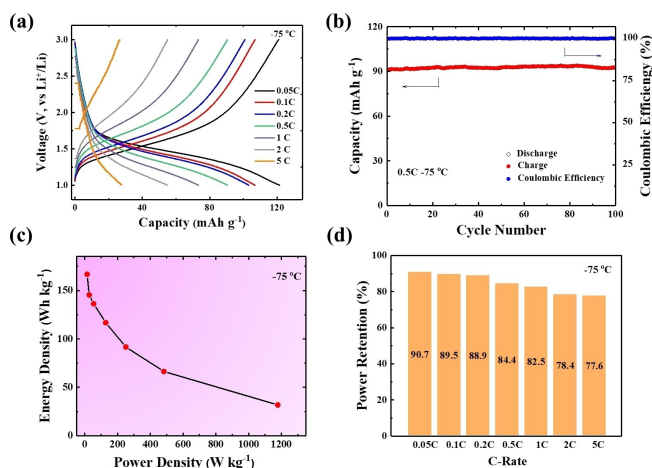 (a)
-75 °C
3.0
2.5
2.0
1.5
1.0
Voltage (V, vs Li⁺/Li)
0.05C
0.1C
0.2C
0.5C
1 C
2 C
5 C
0 40 80 120
Capacity (mAh g⁻¹)
(b)
120
90
60
30
0
Capacity (mAh g⁻¹)
100
75
50
25
Coulombic Efficiengy (%)
Discharge
Charge
Coulombic Efficiency
0.5C -75 °C
0 20 40 60 80 100
Cycle Number
(c)
-75 °C
150
100
50
0
Energy Density (Wh kg⁻¹)
0 200 400 600 800 1000 1200
Power Density (W kg⁻¹)
(d)
-75 °C
100
80
60
40
20
0
Power Retention (%)
90.7 89.5 88.9 84.4 82.5 78.4 77.6
0.05C 0.1C 0.2C 0.5C 1C 2C 5C
C-Rate